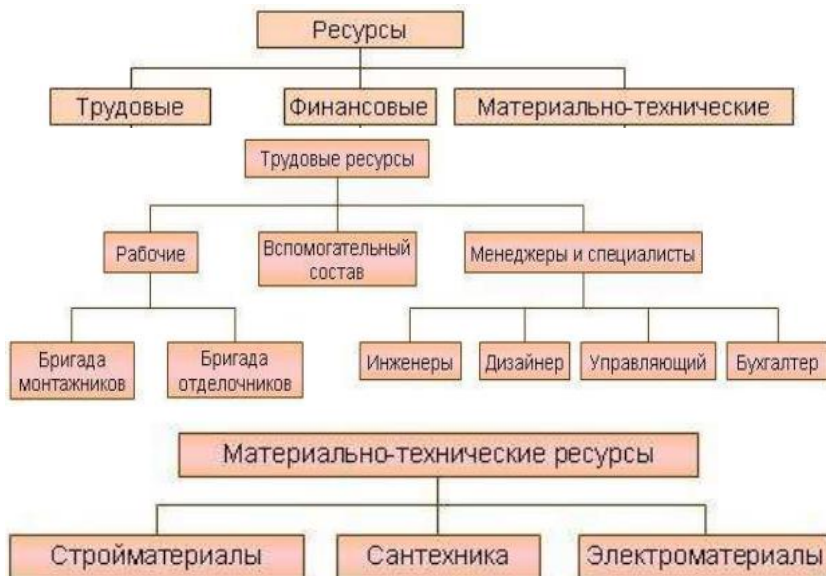 Ресурсы
Трудовые
Финансовые
Материально-технические
Трудовые ресурсы
Рабочие
Вспомогательный
состав
Менеджеры и специалисты
Бригада
монтажников
Бригада
отделочников
Инженеры
Дизайнер
Управляющий
Бухгалтер
Материально-технические ресурсы
Стройматериалы
Сантехника
Электроматериалы